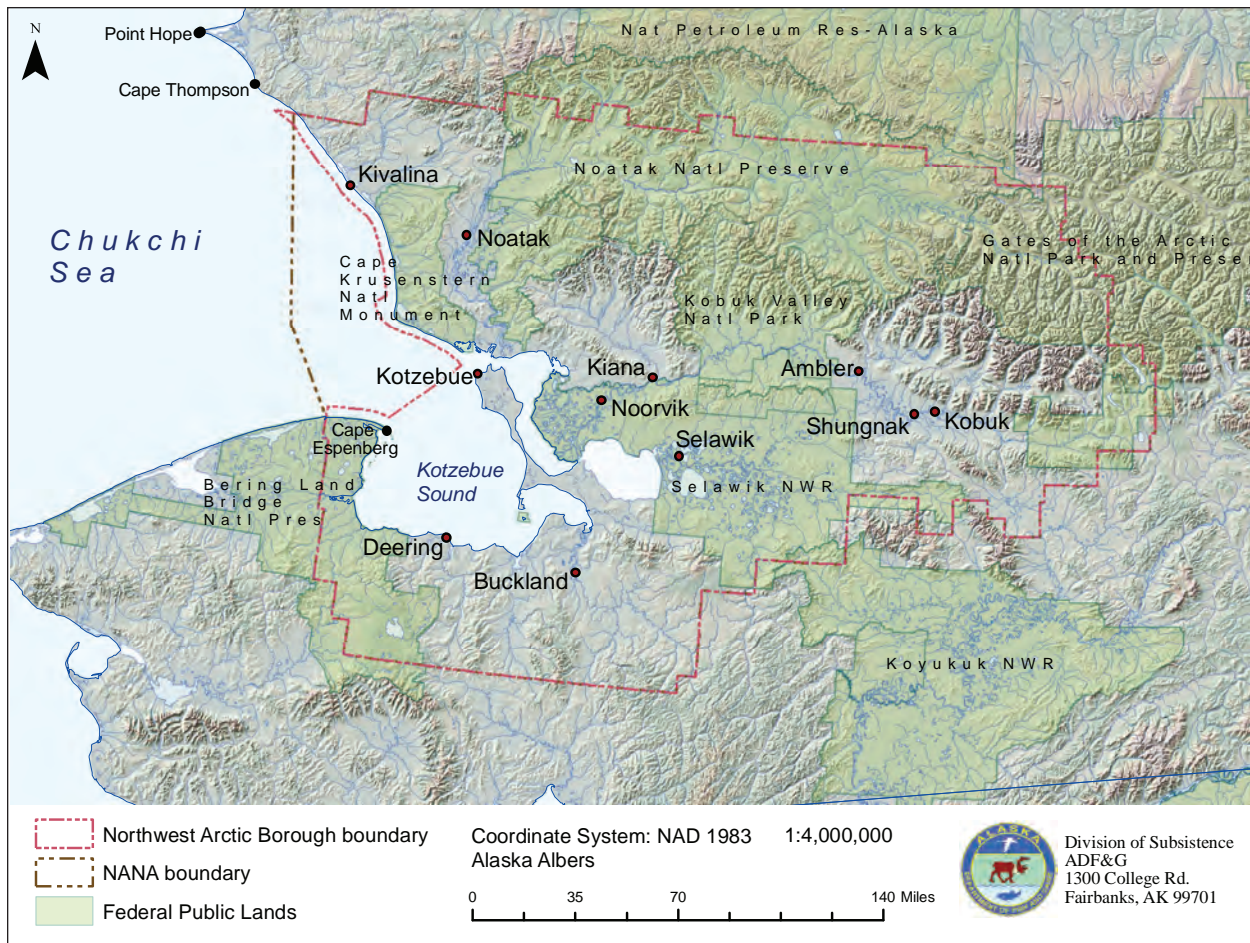 N
Point Hope
Cape Thompson
Nat Petroleum Res-Alaska
Kivalina
Noatak Natl Preserve
Noatak
Chukchi
Sea
Gates of the Arctic
Natl Park and Preser
Cape
Krusenstern
Natl
Monument
Kobuk Valley
Natl Park
Kotzebue
Kiana
Ambler
Noorvik
Shungnak
Kobuk
Cape
Espenberg
Selawik
Kotzebue
Sound
Selawik NWR
Bering Land
Bridge
Natl Pres
Deering
Buckland
Koyukuk NWR
Northwest Arctic Borough boundary
NANA boundary
Federal Public Lands
Coordinate System: NAD 1983 1:4,000,000
Alaska Albers
0 35 70 140 Miles
ALASKA
Division of Subsistence
ADF&G
1300 College Rd.
Fairbanks, AK 99701